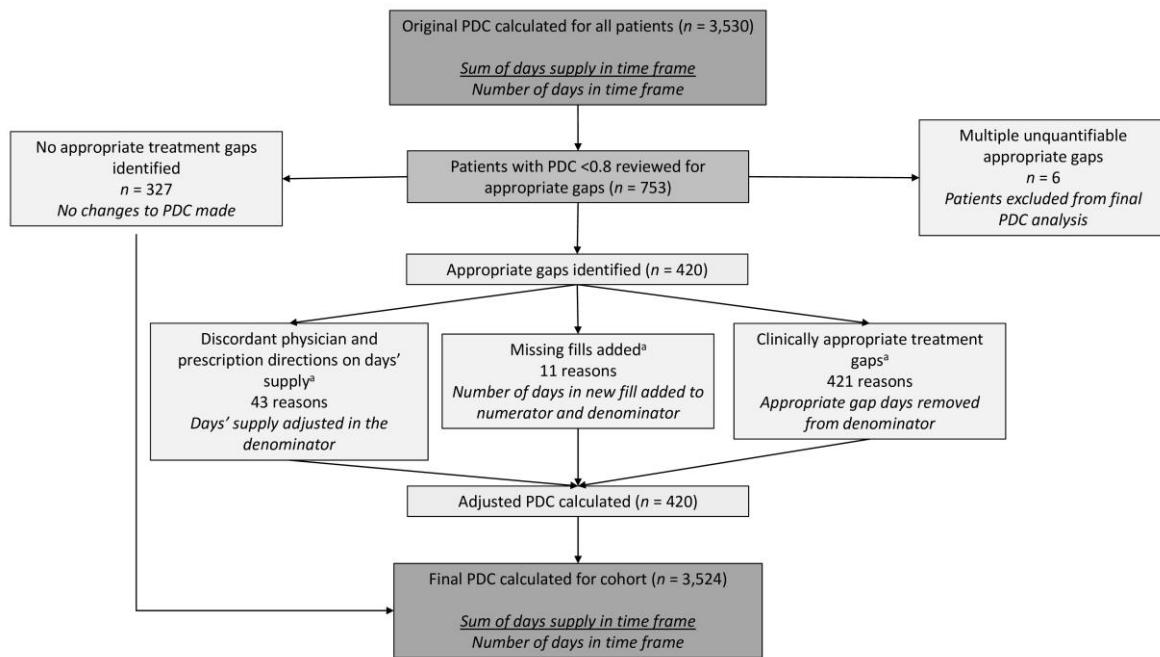 Original PDC calculated for all patients (n = 3,530)
Sum of days supply in time frame
Number of days in time frame
No appropriate treatment gaps
identified
n = 327
No changes to PDC made
Patients with PDC <0.8 reviewed for
appropriate gaps (n = 753)
Multiple unquantifiable
appropriate gaps
n = 6
Patients excluded from final
PDC analysis
Appropriate gaps identified (n = 420)
Discordant physician and
prescription directions on days’
supplyᵃ
43 reasons
Days’ supply adjusted in the
denominator
Missing fills addedᵃ
11 reasons
Number of days in new fill added to
numerator and denominator
Clinically appropriate treatment
gapsᵃ
421 reasons
Appropriate gap days removed
from denominator
Adjusted PDC calculated (n = 420)
Final PDC calculated for cohort (n = 3,524)
Sum of days supply in time frame
Number of days in time frame